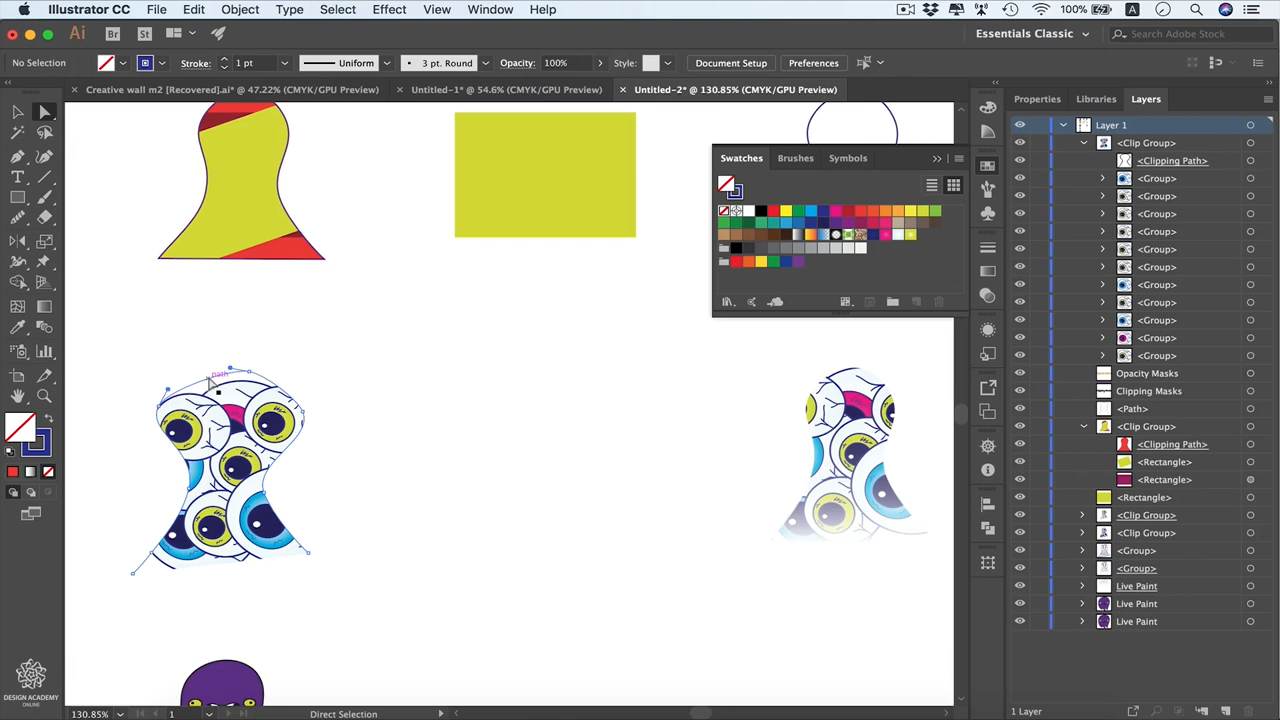 Illustrator CC File Edit Object Type Select Effect View Window Help 100% A
Ai Br St Essentials Classic Search Adobe Stock
No Selection Stroke: 1 pt Uniform 3 pt. Round Opacity: 100% Style: Document Setup Preferences
Creative wall m2 [Recovered].ai* @ 47.22% (CMYK/GPU Preview) Untitled-1* @ 54.6% (CMYK/GPU Preview) Untitled-2* @ 130.85% (CMYK/GPU Preview)
Properties Libraries Layers
Layer 1
<Clip Group>
<Clipping Path>
<Group>
<Group>
<Group>
<Group>
<Group>
<Group>
<Group>
<Group>
<Group>
<Group>
<Group>
Opacity Masks
Clipping Masks
<Path>
<Clip Group>
<Clipping Path>
<Rectangle>
<Rectangle>
<Rectangle>
<Clip Group>
<Clip Group>
<Group>
<Group>
Live Paint
Live Paint
Live Paint
Swatches Brushes Symbols
path
DESIGN ACADEMY
ONLINE
130.85% 1 Direct Selection
1 Layer